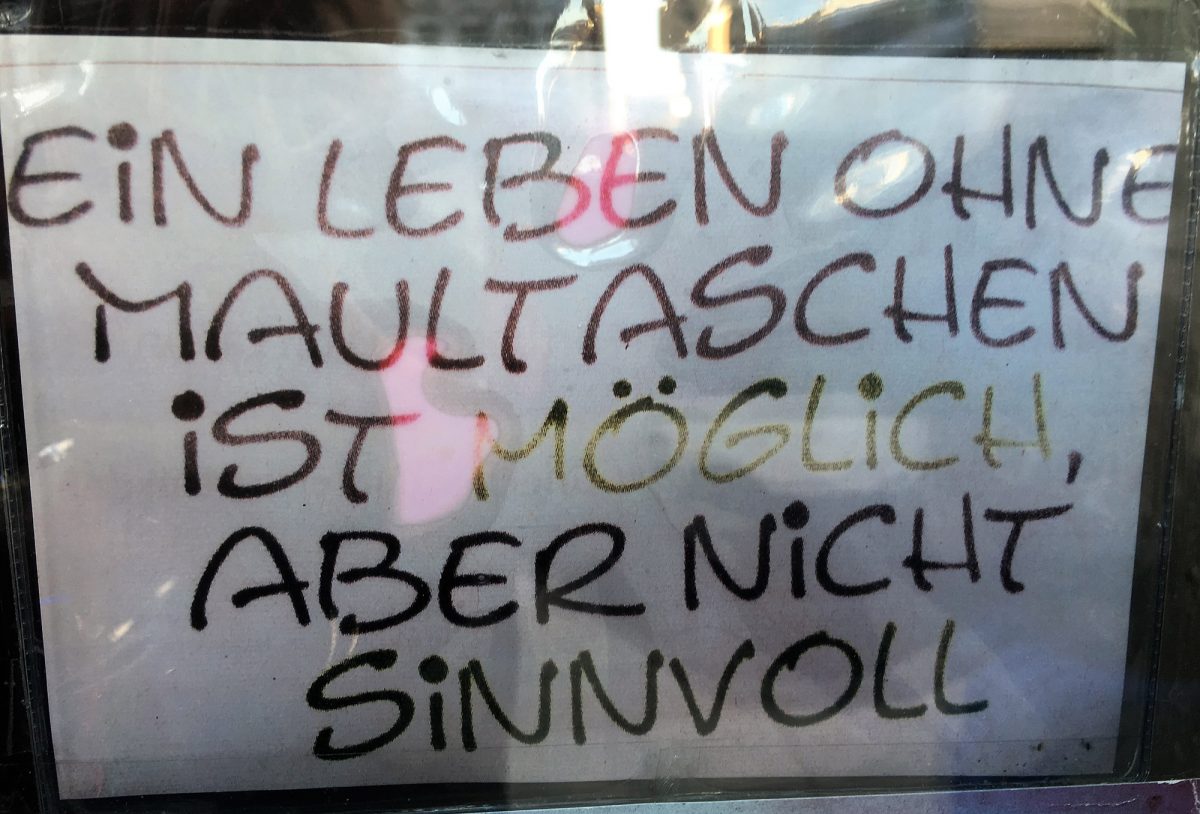 EiN LEBEN OHNE
MAULTASCHEN
iST MÖGLiCH,
ABER NiCHT
SiNNVOLL